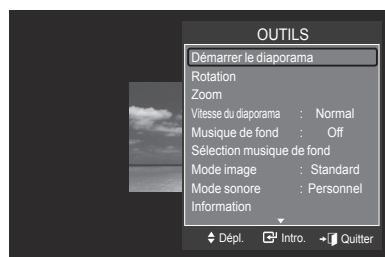 OUTILS
Démarrer le diaporama
Rotation
Zoom
Vitesse du diaporama : Normal
Musique de fond : Off
Sélection musique de fond
Mode image : Standard
Mode sonore : Personnel
Information
Dépl. Intro. Quitter